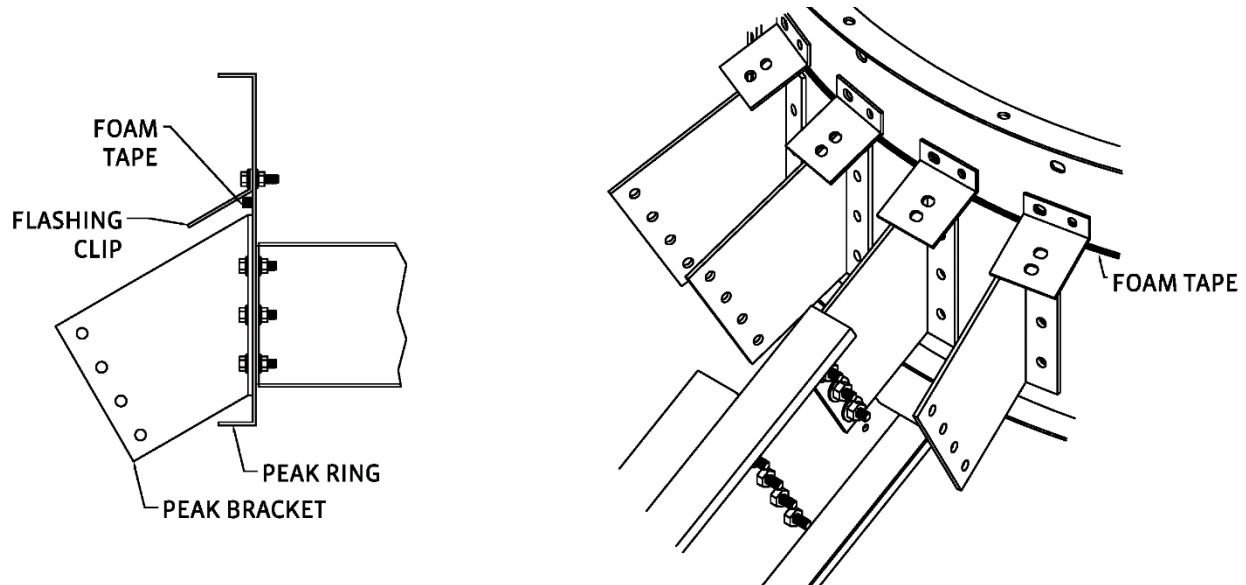 FOAM
TAPE
FLASHING
CLIP
PEAK RING
PEAK BRACKET
FOAM TAPE